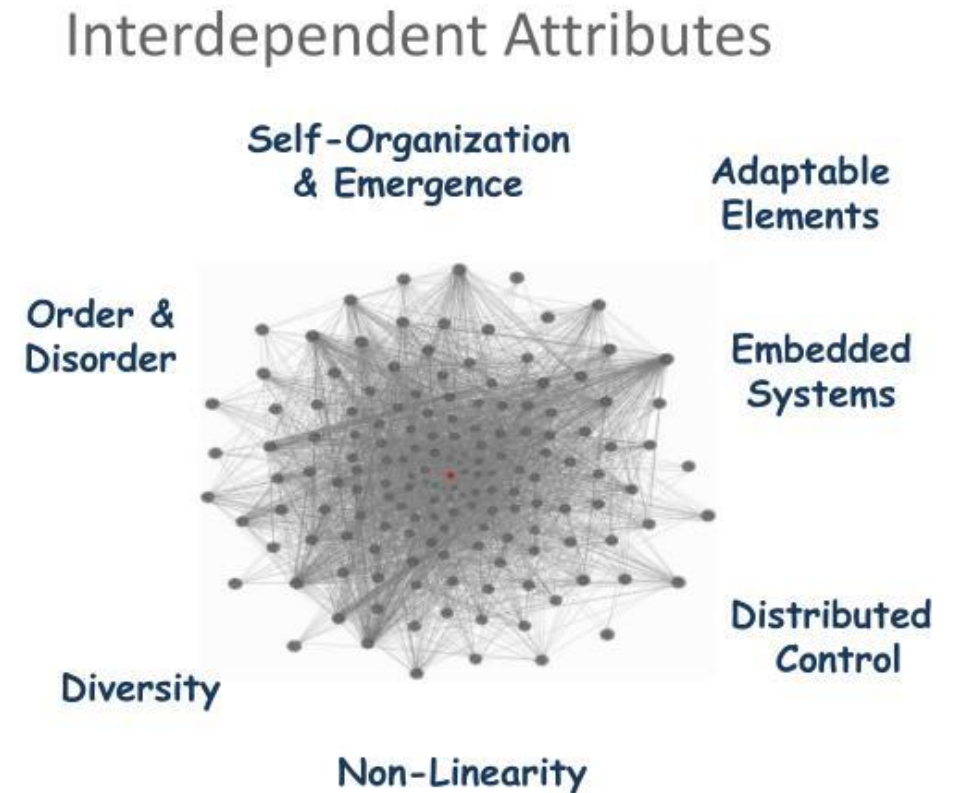 Interdependent Attributes
Self-Organization
& Emergence
Adaptable
Elements
Order &
Disorder
Embedded
Systems
Distributed
Control
Diversity
Non-Linearity